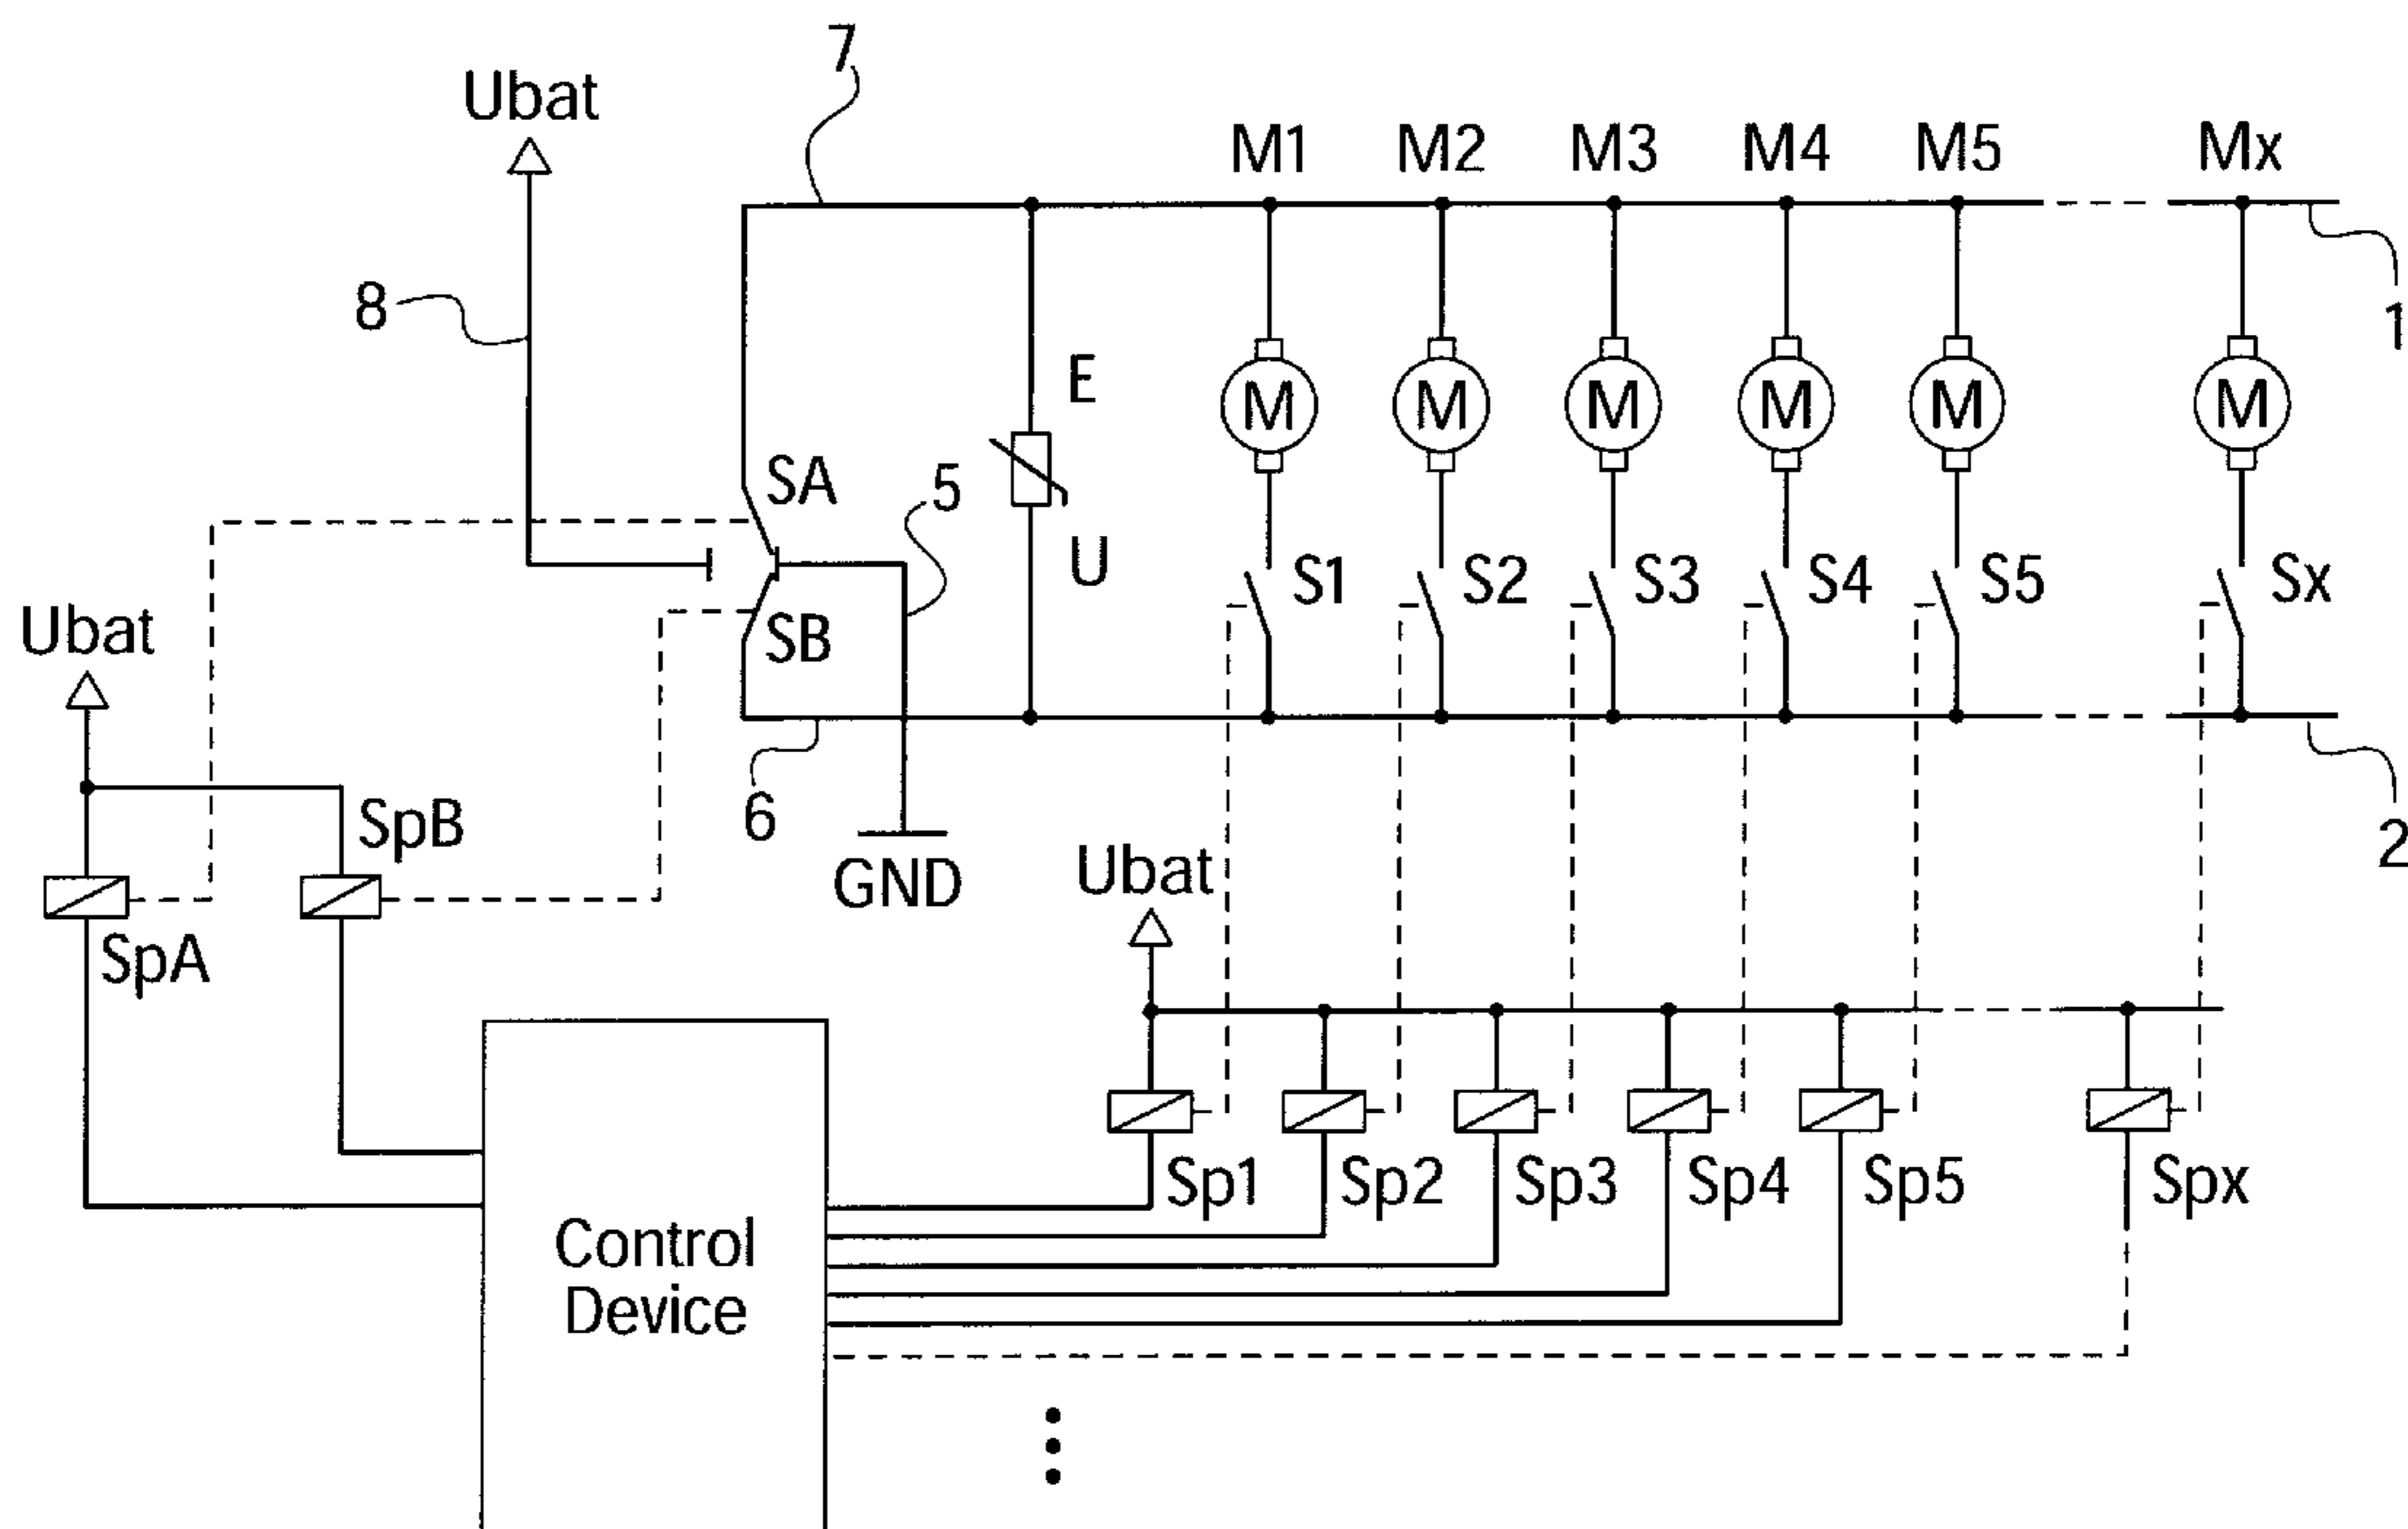 7
Ubat
M1 M2 M3 M4 M5 Mx
8
1
E
M M M M M M
SA
5
U
S1 S2 S3 S4 S5 Sx
SB
Ubat
6
SpB
2
GND
Ubat
SpA
Sp1 Sp2 Sp3 Sp4 Sp5 Spx
Control
Device